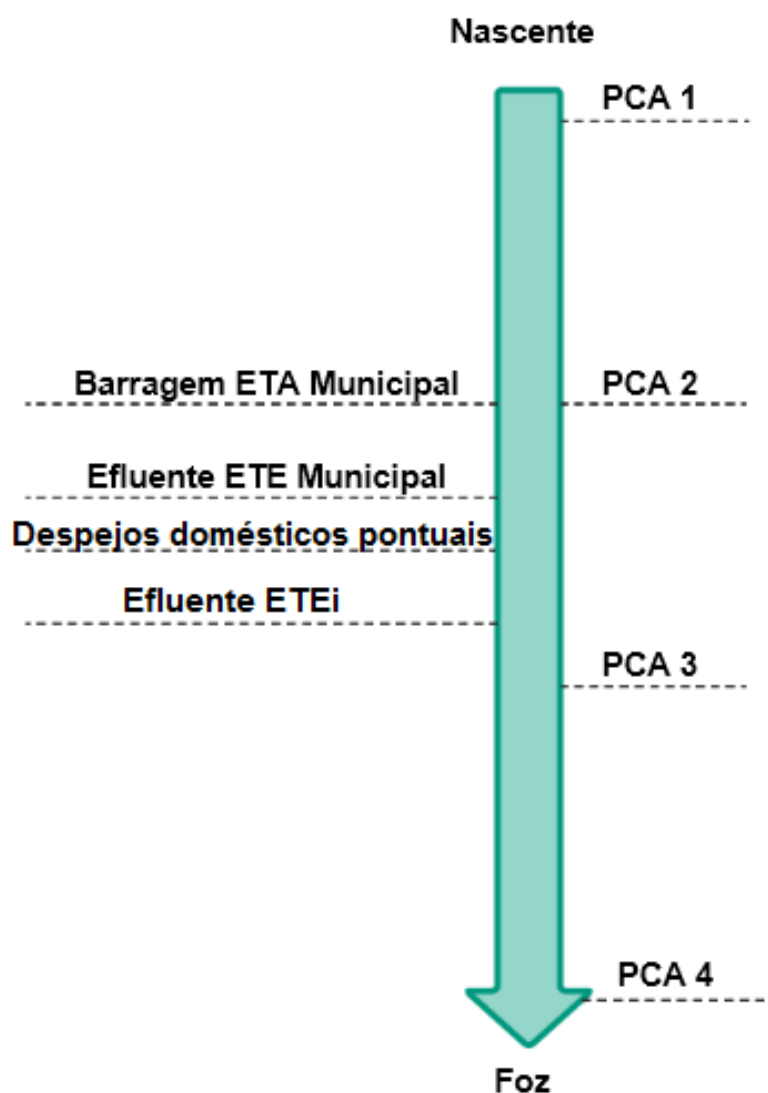 Nascente
PCA 1
Barragem ETA Municipal
PCA 2
Efluente ETE Municipal
Despejos domésticos pontuais
Efluente ETEi
PCA 3
PCA 4
Foz